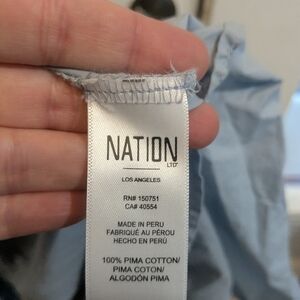 NATION
LTD
LOS ANGELES
RN# 150751
CA# 40554
MADE IN PERU
FABRIQUÉ AU PÉROU
HECHO EN PERÚ
100% PIMA COTTON/
PIMA COTON/
ALGODÓN PIMA